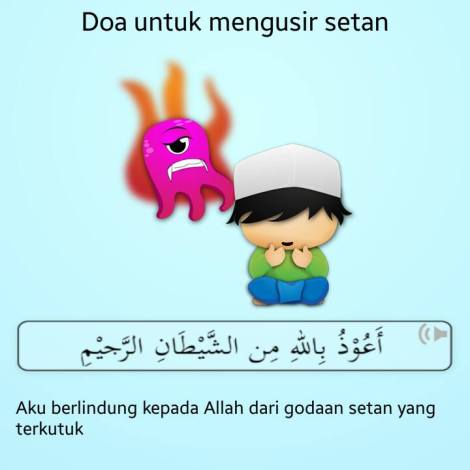 Doa untuk mengusir setan
أَعُوْذُ بِاللهِ مِن الشَّيْطَانِ الرَّجِيْمِ
Aku berlindung kepada Allah dari godaan setan yang
terkutuk